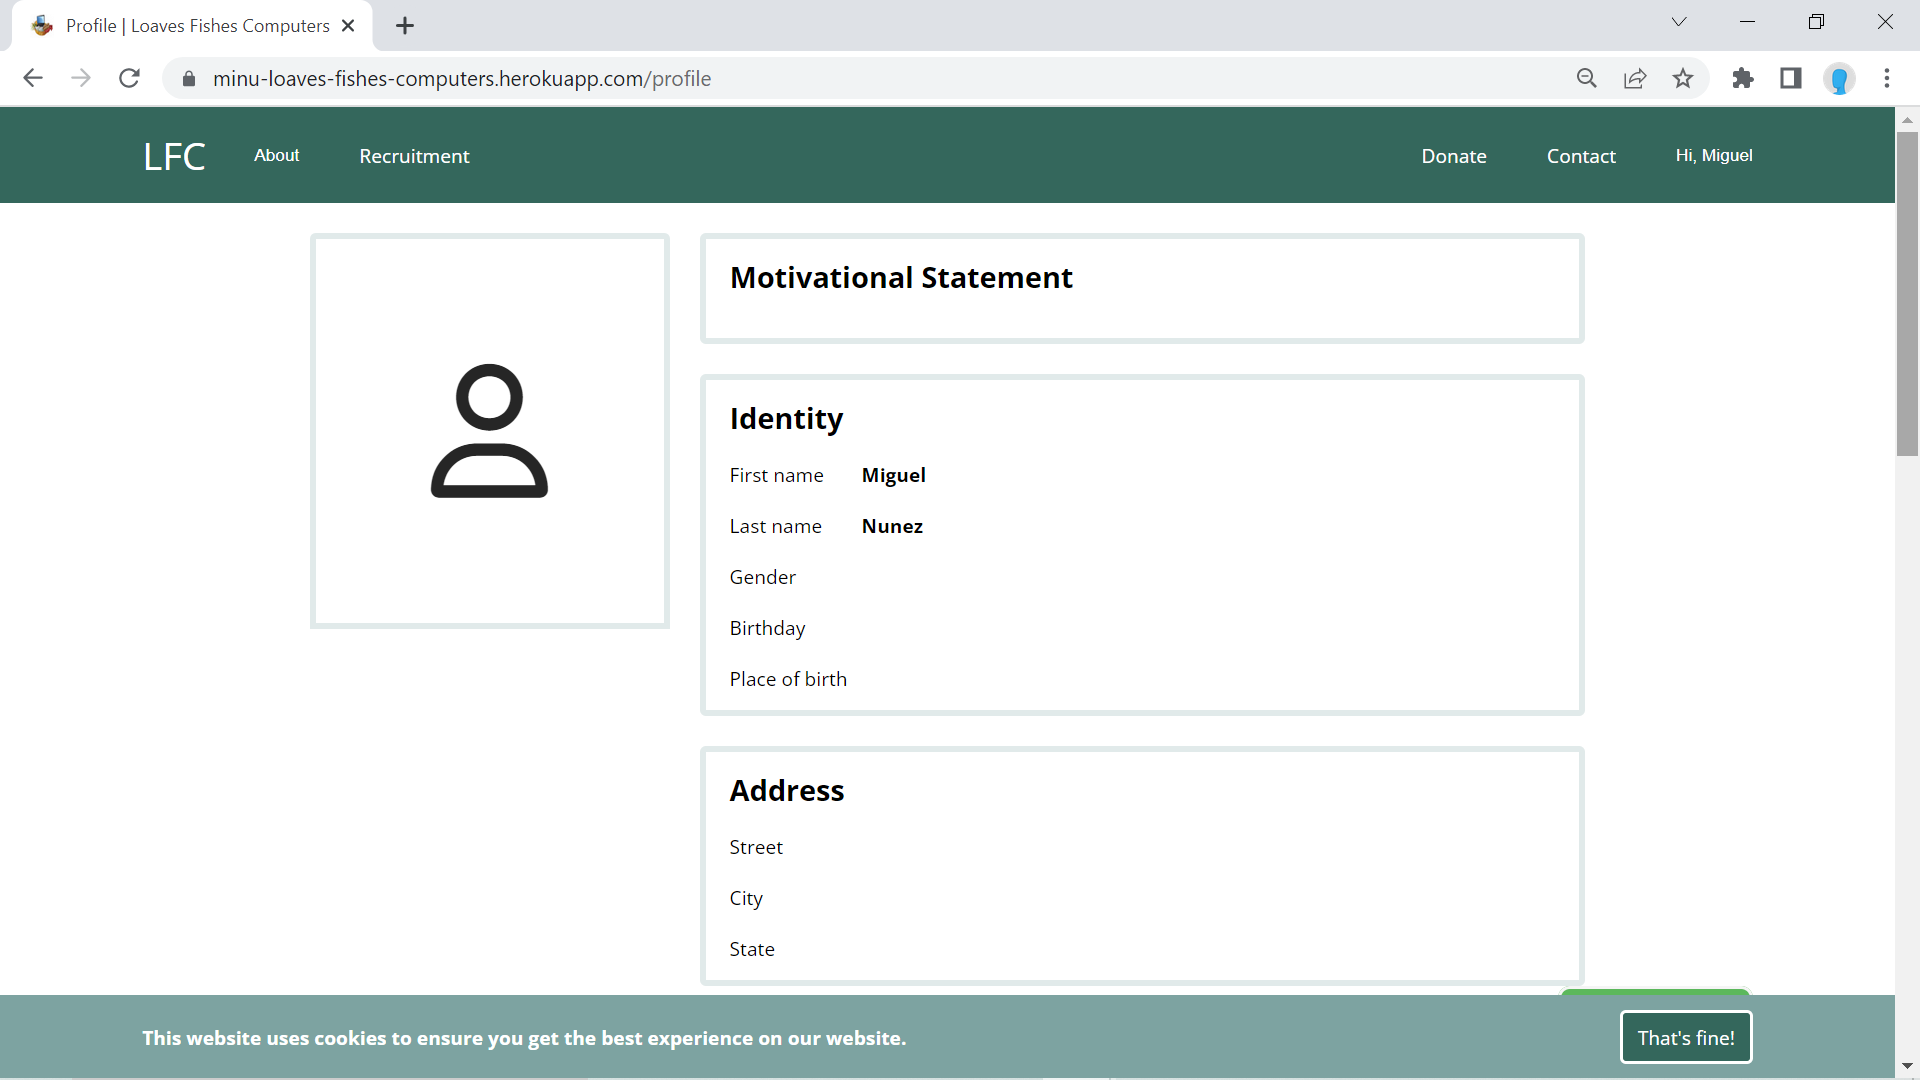 Profile | Loaves Fishes Computers
minu-loaves-fishes-computers.herokuapp.com/profile
LFC About Recruitment Donate Contact Hi, Miguel
Motivational Statement
Identity
First name Miguel
Last name Nunez
Gender
Birthday
Place of birth
Address
Street
City
State
This website uses cookies to ensure you get the best experience on our website. That's fine!